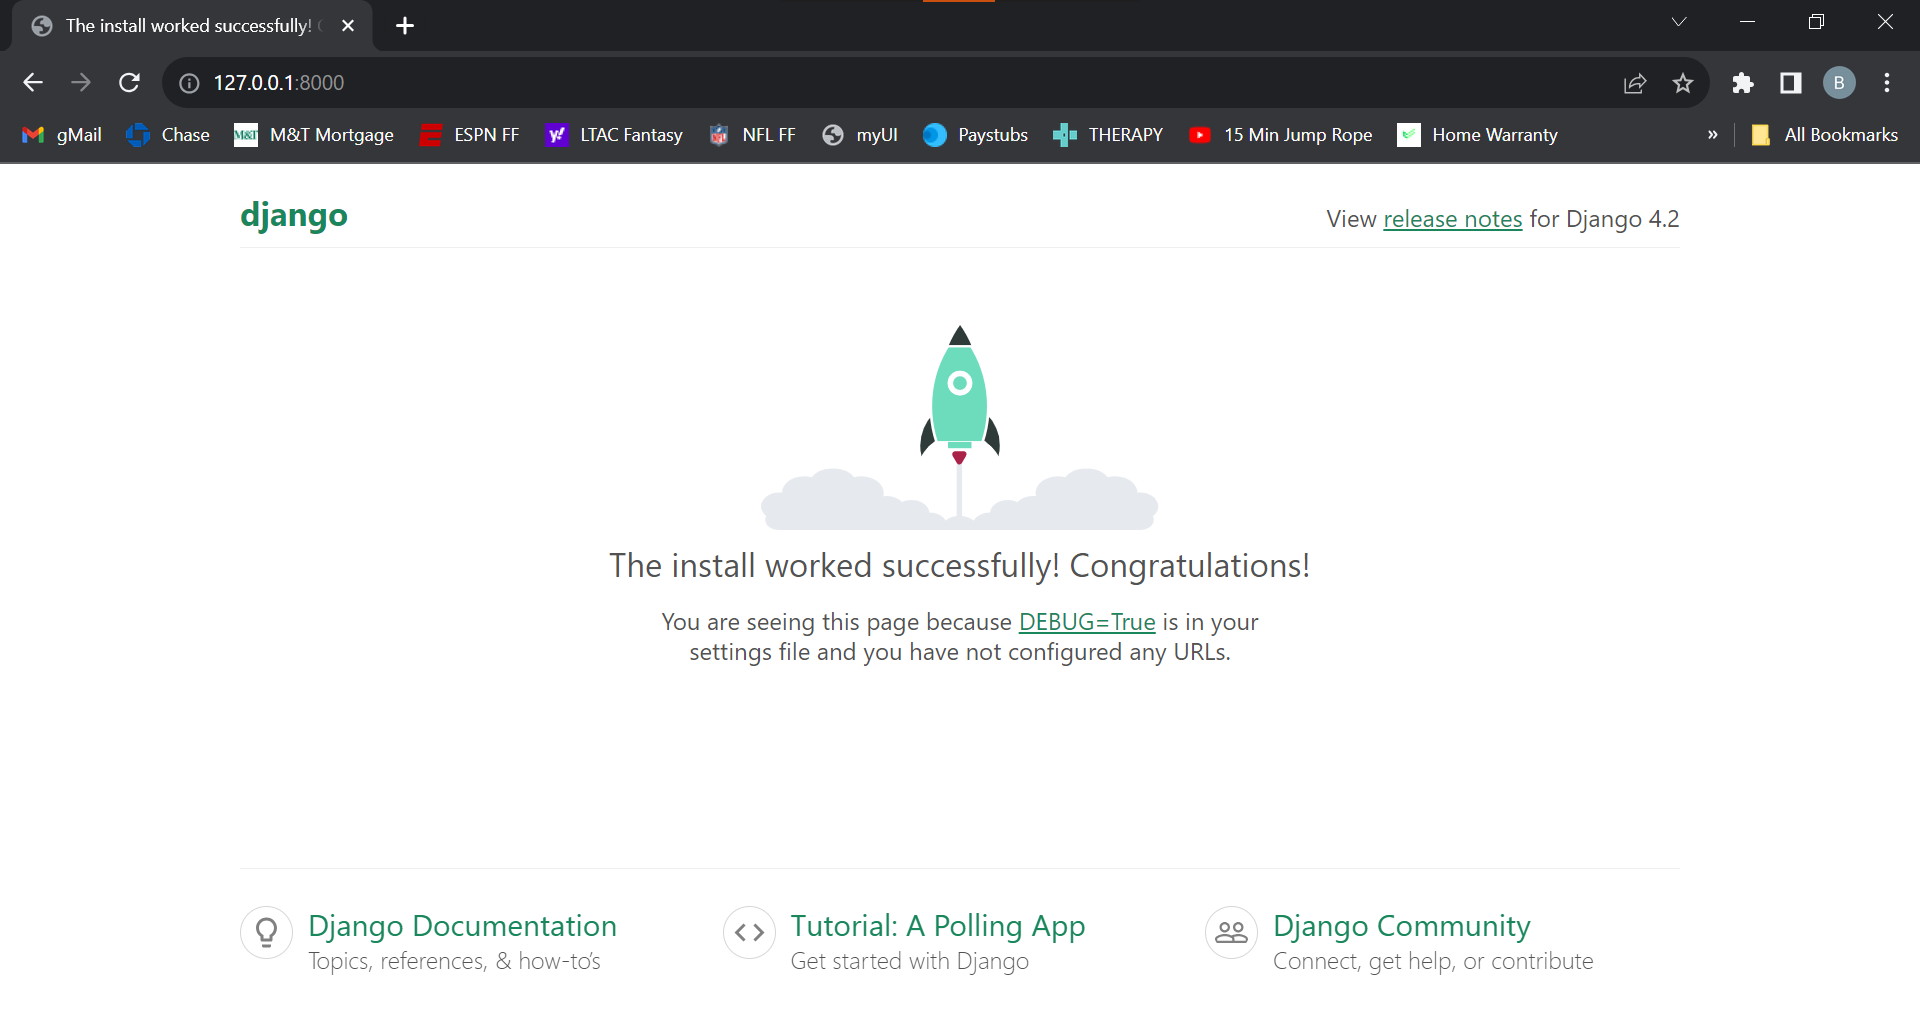 The install worked successfully!
127.0.0.1:8000
B
gMail Chase M&T M&T Mortgage ESPN FF y! LTAC Fantasy NFL FF myUI Paystubs THERAPY 15 Min Jump Rope Home Warranty » All Bookmarks
django
View release notes for Django 4.2
The install worked successfully! Congratulations!
You are seeing this page because DEBUG=True is in your
settings file and you have not configured any URLs.
Django Documentation
Topics, references, & how-to’s
Tutorial: A Polling App
Get started with Django
Django Community
Connect, get help, or contribute